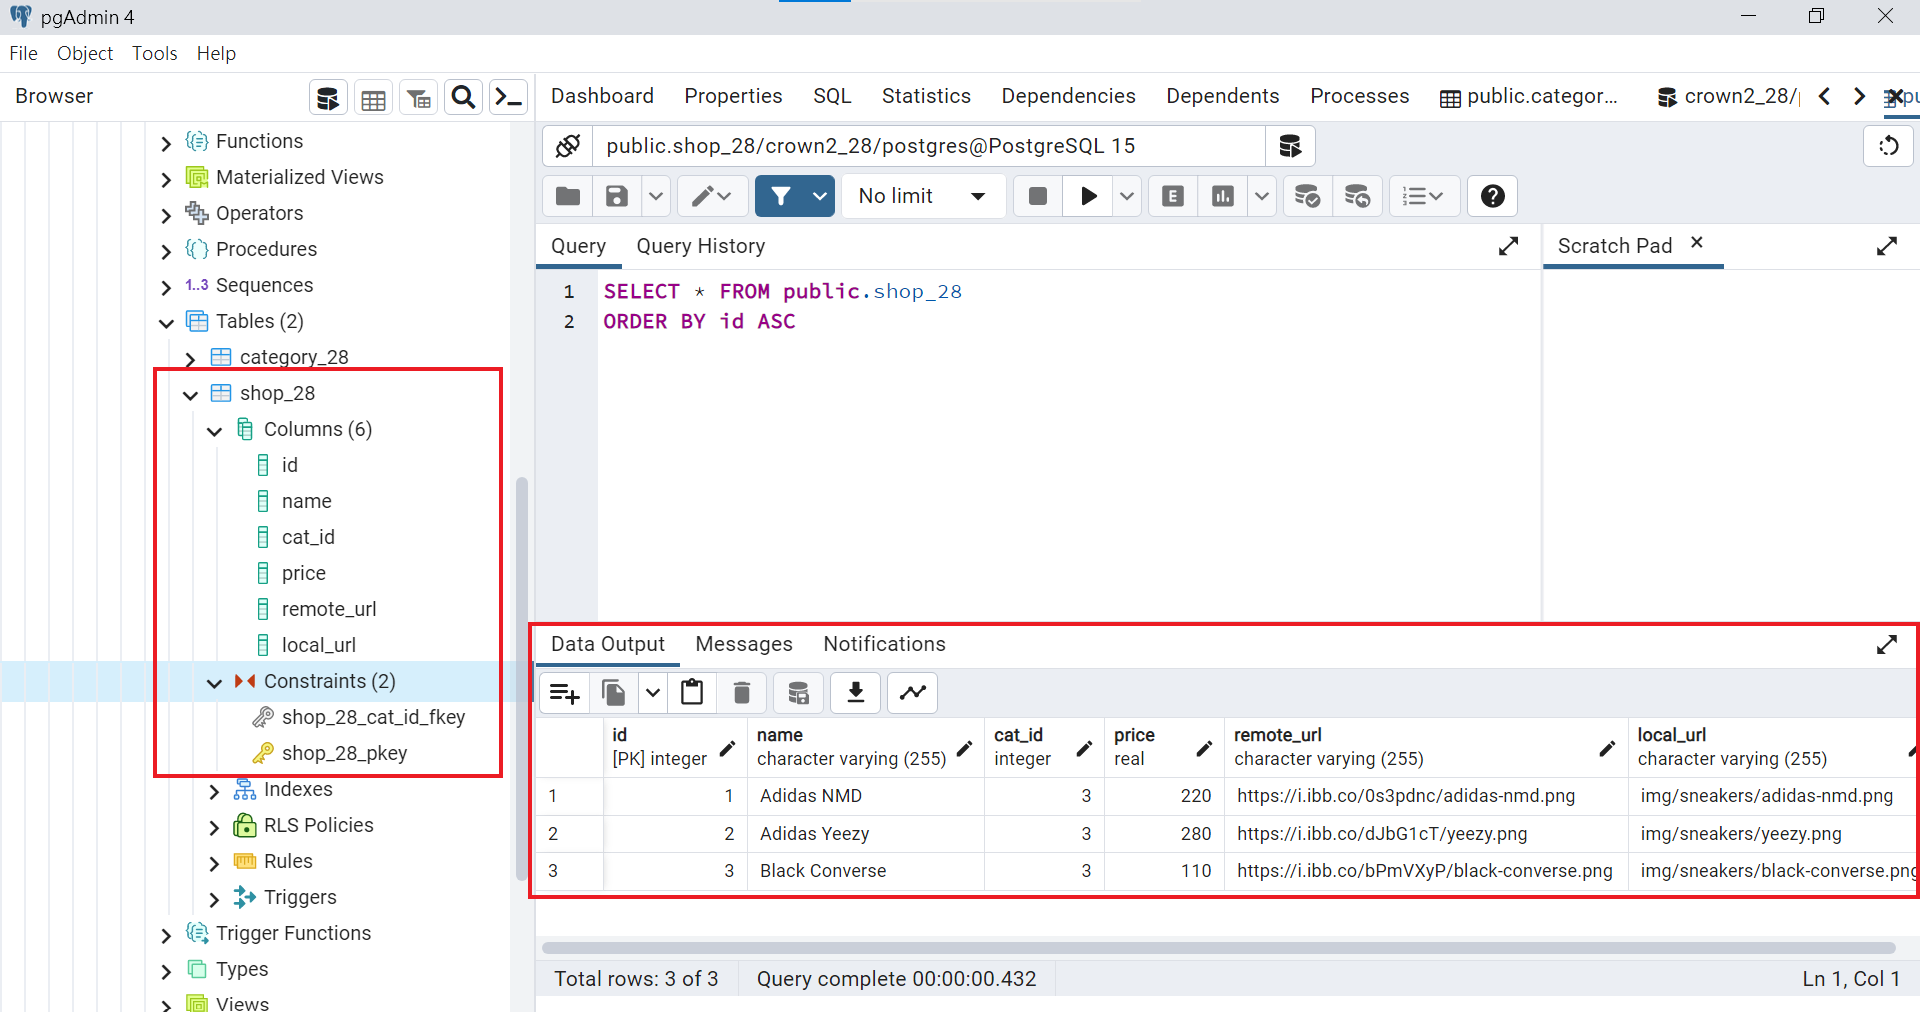 pgAdmin 4
File Object Tools Help
Browser
Functions
Materialized Views
Operators
Procedures
1..3 Sequences
Tables (2)
category_28
shop_28
Columns (6)
id
name
cat_id
price
remote_url
local_url
Constraints (2)
shop_28_cat_id_fkey
shop_28_pkey
Indexes
RLS Policies
Rules
Triggers
Trigger Functions
Types
Views
Dashboard Properties SQL Statistics Dependencies Dependents Processes public.categor... crown2_28/
public.shop_28/crown2_28/postgres@PostgreSQL 15
No limit E
Query Query History
Scratch Pad
1 SELECT * FROM public.shop_28
2 ORDER BY id ASC
Data Output Messages Notifications
id name cat_id price remote_url local_url
[PK] integer character varying (255) integer real character varying (255) character varying (255)
1 1 Adidas NMD 3 220 https://i.ibb.co/0s3pdnc/adidas-nmd.png img/sneakers/adidas-nmd.png
2 2 Adidas Yeezy 3 280 https://i.ibb.co/dJbG1cT/yeezy.png img/sneakers/yeezy.png
3 3 Black Converse 3 110 https://i.ibb.co/bPmVXyP/black-converse.png img/sneakers/black-converse.png
Total rows: 3 of 3 Query complete 00:00:00.432 Ln 1, Col 1